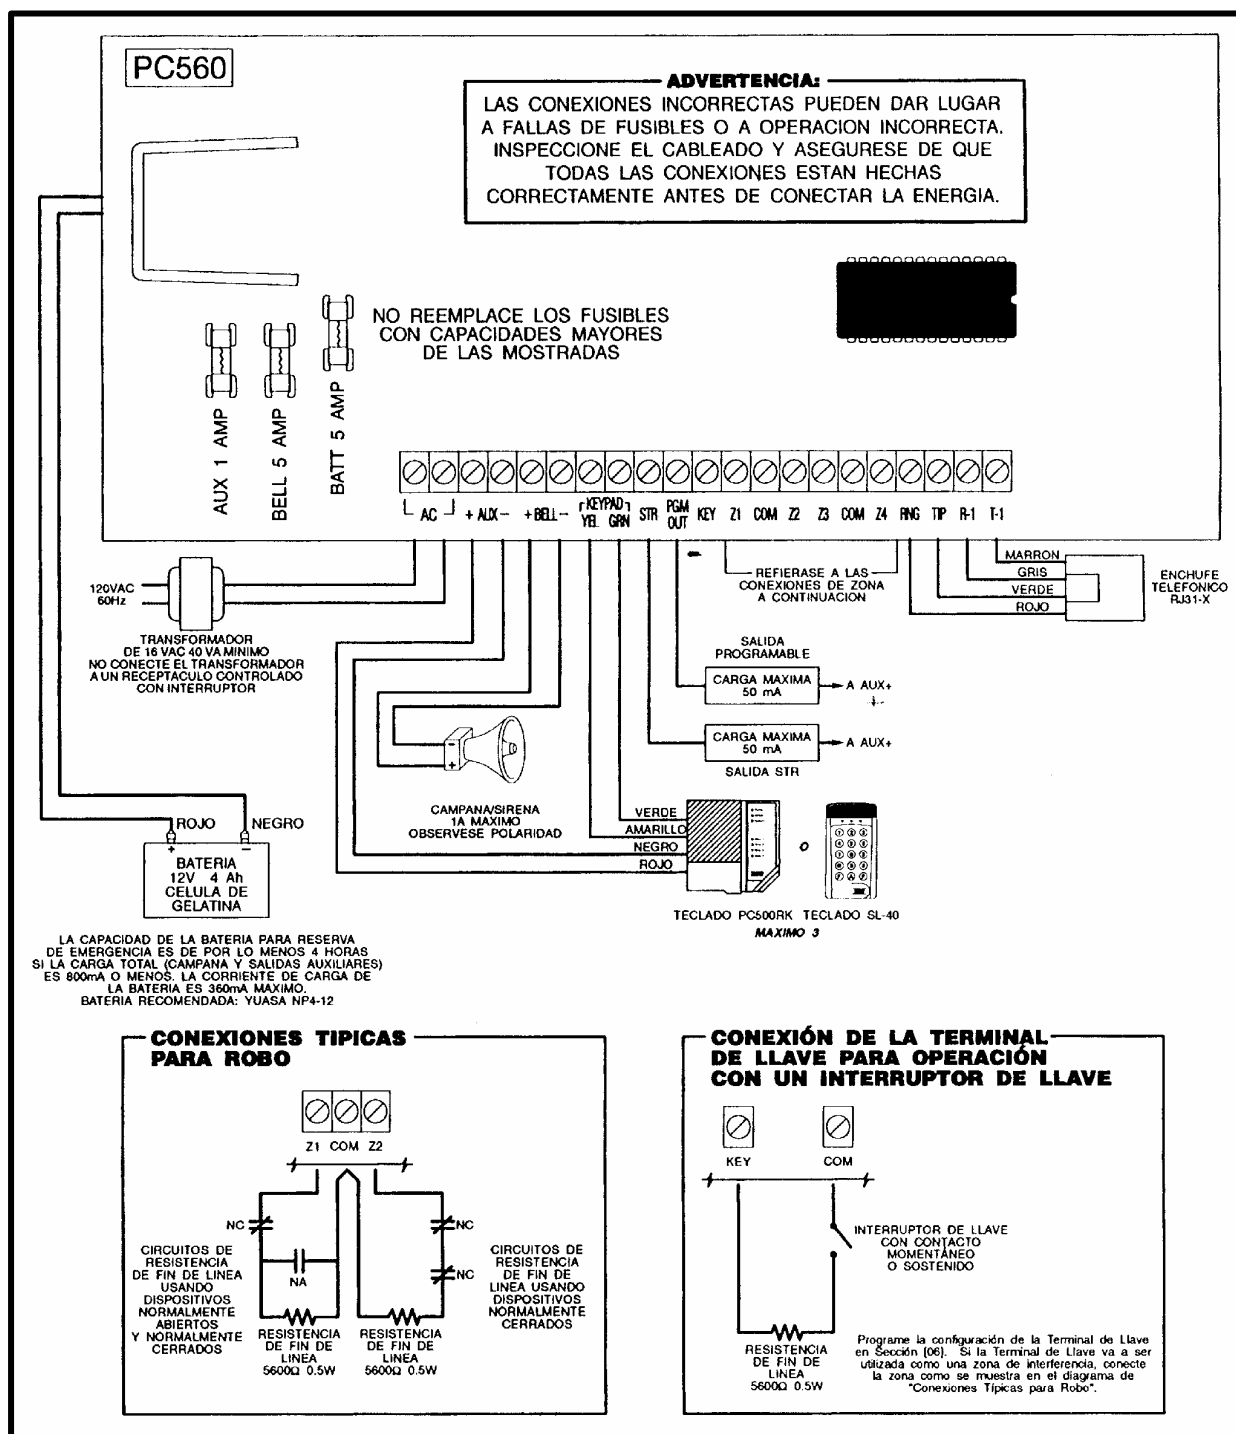 PC560
ADVERTENCIA:
LAS CONEXIONES INCORRECTAS PUEDEN DAR LUGAR
A FALLAS DE FUSIBLES O A OPERACION INCORRECTA.
INSPECCIONE EL CABLEADO Y ASEGURESE DE QUE
TODAS LAS CONEXIONES ESTAN HECHAS
CORRECTAMENTE ANTES DE CONECTAR LA ENERGIA.
NO REEMPLACE LOS FUSIBLES
CON CAPACIDADES MAYORES
DE LAS MOSTRADAS
AUX 1 AMP
BELL 5 AMP
BATT 5 AMP
AC
+ AUX -
+ BELL -
KEYPAD
YEL GRN
STR
PGM
OUT
KEY
Z1
COM
Z2
Z3
COM
Z4
RNG
TIP
R-1
T-1
120VAC
60Hz
TRANSFORMADOR
DE 16 VAC 40 VA MINIMO
NO CONECTE EL TRANSFORMADOR
A UN RECEPTACULO CONTROLADO
CON INTERRUPTOR
REFIERASE A LAS
CONEXIONES DE ZONA
A CONTINUACION
MARRON
GRIS
VERDE
ROJO
ENCHUFE
TELEFONICO
RJ31-X
SALIDA
PROGRAMABLE
CARGA MAXIMA
50 mA
A AUX+
CARGA MAXIMA
50 mA
A AUX+
SALIDA STR
-
+
CAMPANA/SIRENA
1A MAXIMO
OBSERVESE POLARIDAD
VERDE
AMARILLO
NEGRO
ROJO
O
TECLADO PC500RK
TECLADO SL-40
MAXIMO 3
ROJO
NEGRO
+
-
BATERIA
12V 4 Ah
CELULA DE
GELATINA
LA CAPACIDAD DE LA BATERIA PARA RESERVA
DE EMERGENCIA ES DE POR LO MENOS 4 HORAS
SI LA CARGA TOTAL (CAMPANA Y SALIDAS AUXILIARES)
ES 800mA O MENOS. LA CORRIENTE DE CARGA DE
LA BATERIA ES 360mA MAXIMO.
BATERIA RECOMENDADA: YUASA NP4-12
CONEXIONES TIPICAS
PARA ROBO
Z1 COM Z2
NC
NA
NC
NC
CIRCUITOS DE
RESISTENCIA
DE FIN DE LINEA
USANDO
DISPOSITIVOS
NORMALMENTE
ABIERTOS
Y NORMALMENTE
CERRADOS
RESISTENCIA
DE FIN DE
LINEA
5600Ω 0.5W
RESISTENCIA
DE FIN DE
LINEA
5600Ω 0.5W
CIRCUITOS DE
RESISTENCIA
DE FIN DE
LINEA USANDO
DISPOSITIVOS
NORMALMENTE
CERRADOS
CONEXIÓN DE LA TERMINAL
DE LLAVE PARA OPERACIÓN
CON UN INTERRUPTOR DE LLAVE
KEY
COM
INTERRUPTOR DE LLAVE
CON CONTACTO
MOMENTÁNEO
O SOSTENIDO
RESISTENCIA
DE FIN DE
LINEA
5600Ω 0.5W
Programe la configuración de la Terminal de Llave
en Sección [06]. Si la Terminal de Llave va a ser
utilizada como una zona de interferencia, conecte
la zona como se muestra en el diagrama de
"Conexiones Típicas para Robo".